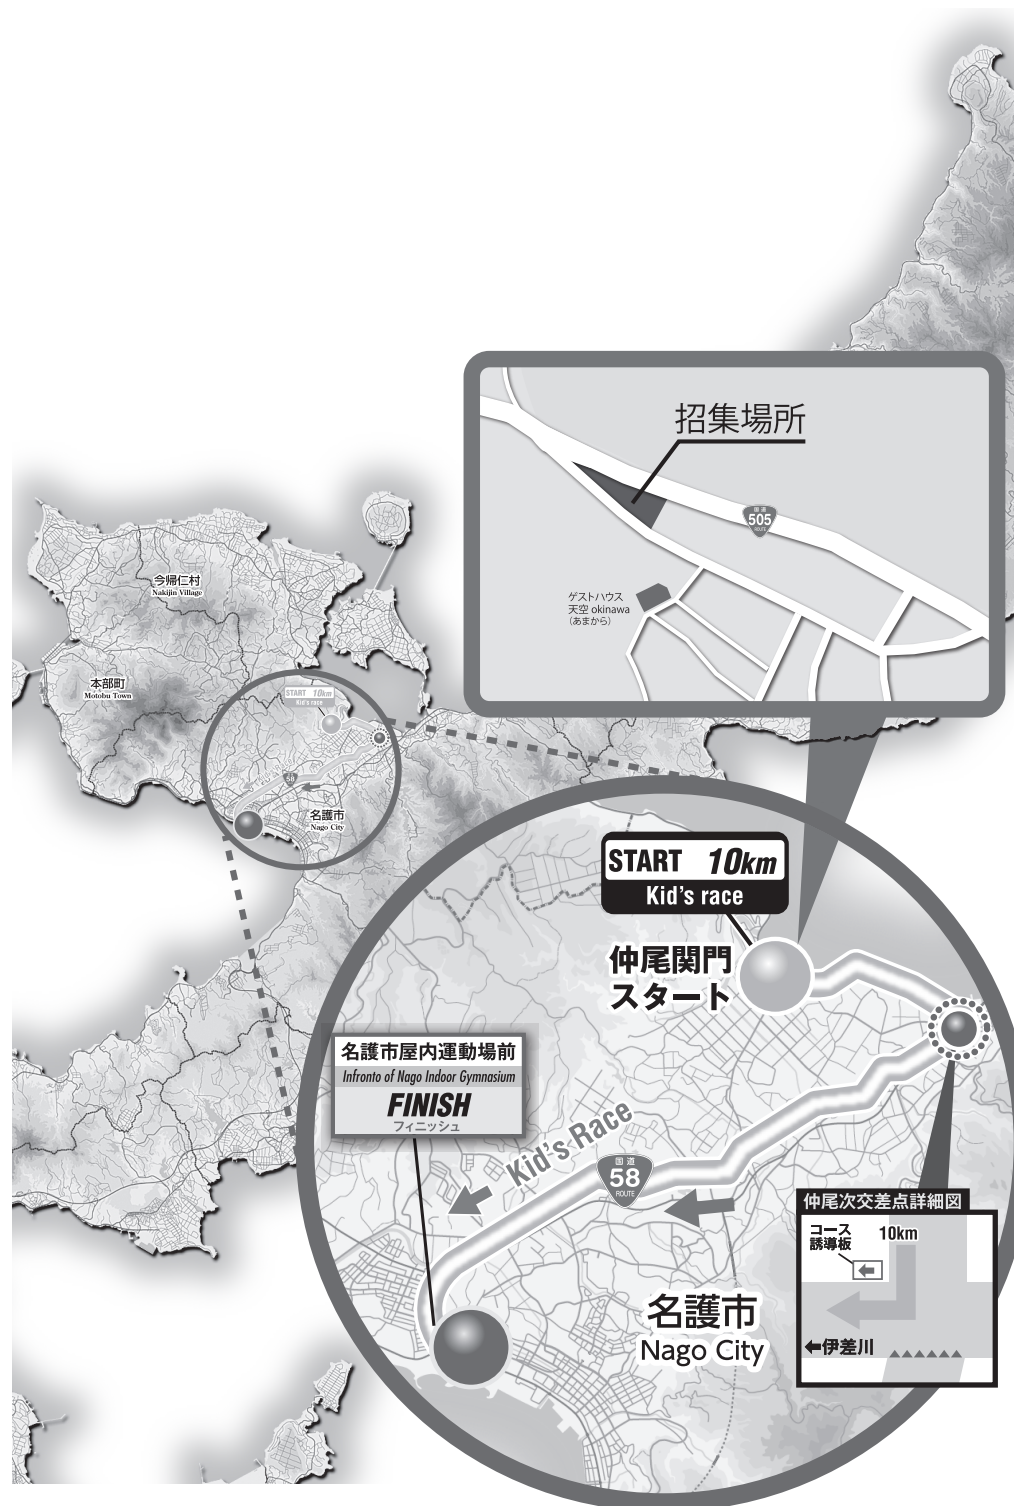 招集場所
国道
505
ROUTE
ゲストハウス
天空 okinawa
（あまから）
今帰仁村
Nakijin Village
本部町
Motobu Town
START 10km
Kid's race
58
名護市
Nago City
START 10km
Kid's race
仲尾関門
スタート
名護市屋内運動場前
Infronto of Nago Indoor Gymnasium
FINISH
フィニッシュ
Kid's Race
国道
58
ROUTE
仲尾次交差点詳細図
コース
誘導板
10km
伊差川
名護市
Nago City